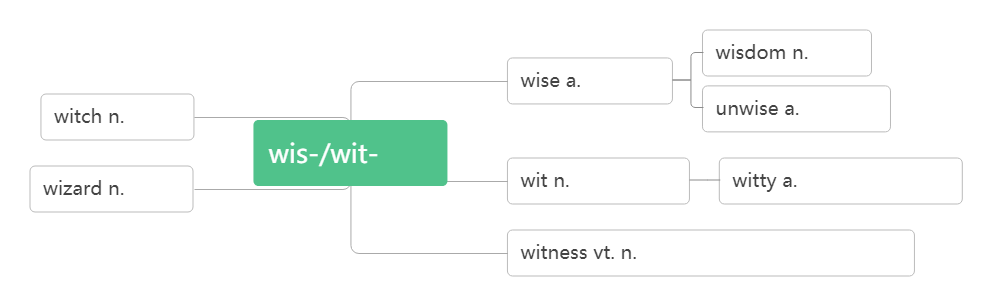 wis-/wit-
wise a.
wisdom n.
unwise a.
wit n.
witty a.
witness vt. n.
witch n.
wizard n.